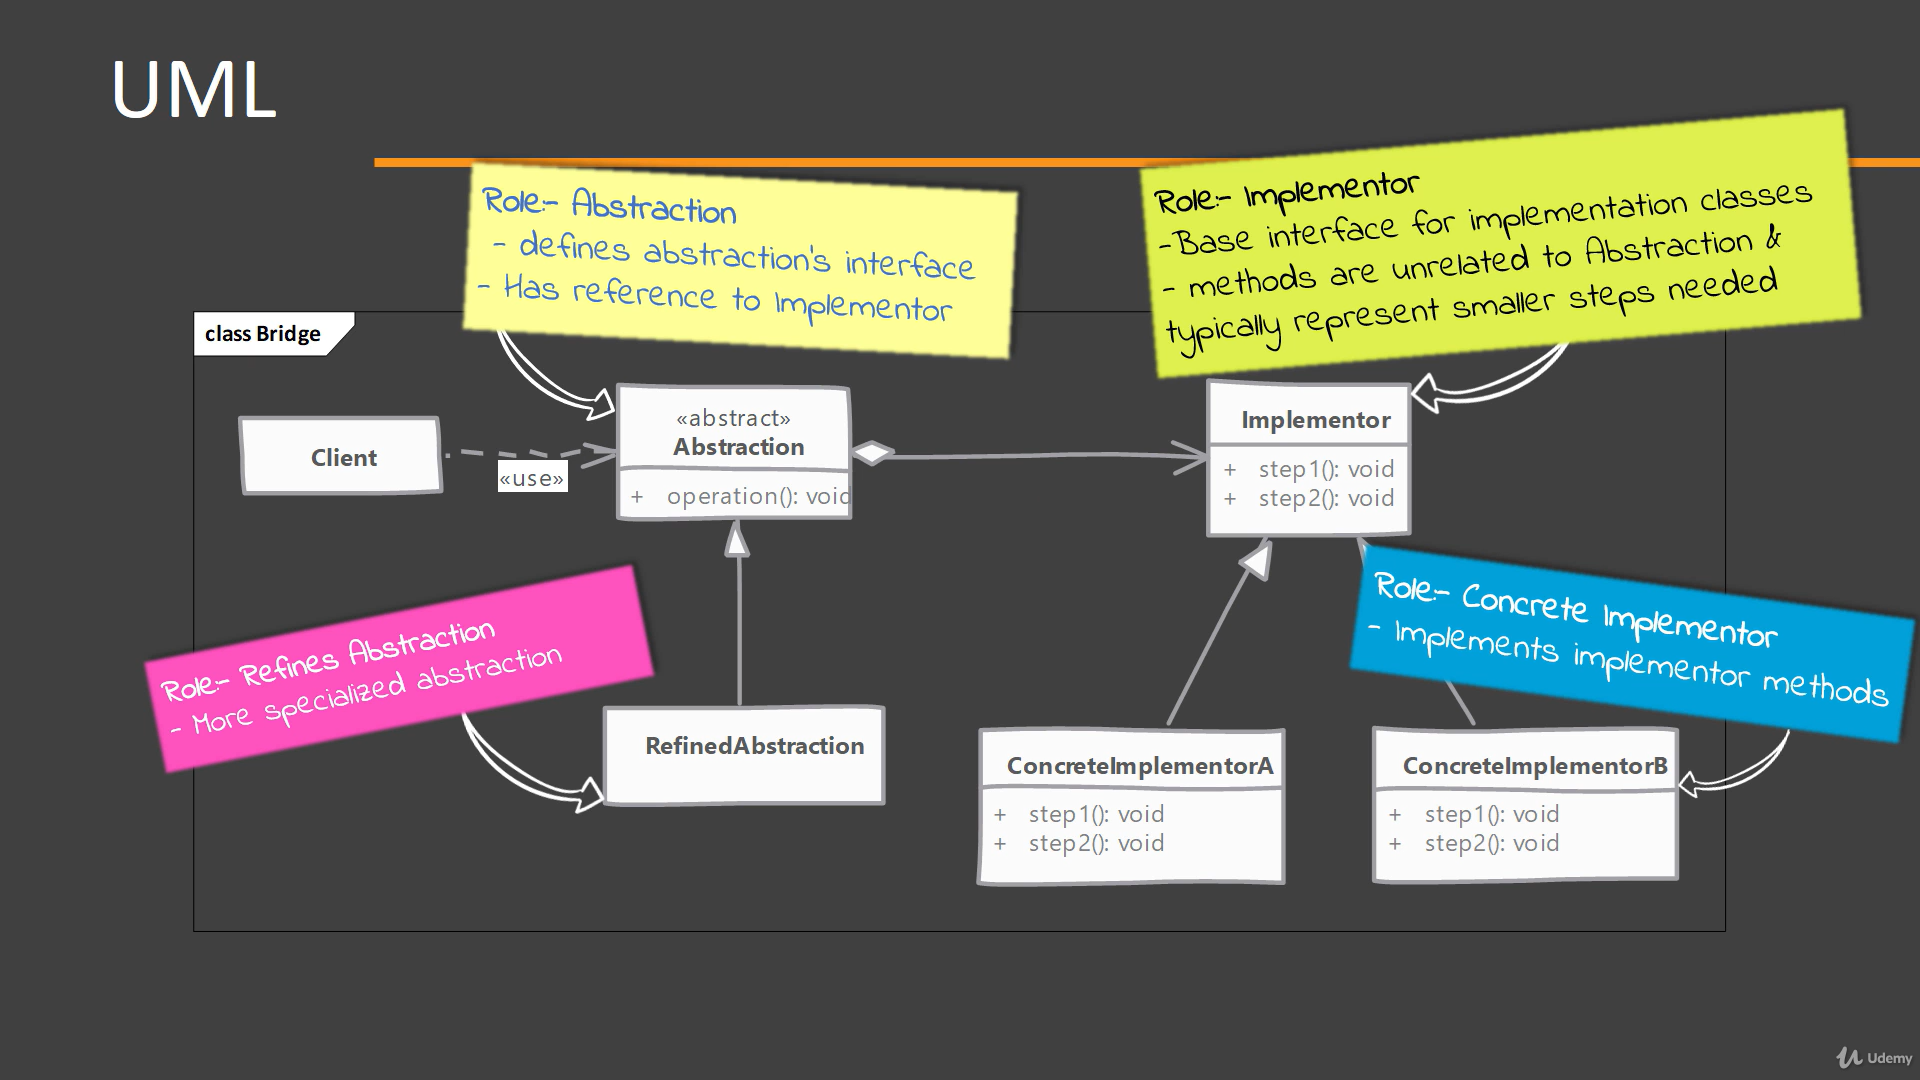 UML
Role:- Abstraction
- defines abstraction's interface
- Has reference to Implementor
Role:- Implementor
-Base interface for implementation classes
- methods are unrelated to Abstraction &
typically represent smaller steps needed
class Bridge
Client
«use»
«abstract»
Abstraction
+ operation(): void
Implementor
+ step1(): void
+ step2(): void
Role:- Refines Abstraction
- More specialized abstraction
Role:- Concrete Implementor
- Implements implementor methods
RefinedAbstraction
ConcreteImplementorA
+ step1(): void
+ step2(): void
ConcreteImplementorB
+ step1(): void
+ step2(): void
Udemy